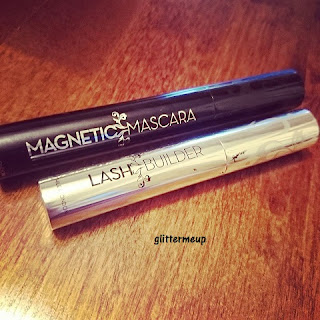 MAGNETIC MASCARA
LASH BUILDER
glittermeup